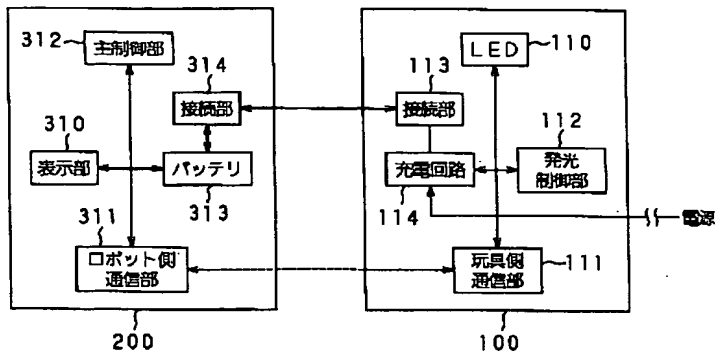 312
主制御部
314
接続部
310
表示部
バッテリ
313
311
ロボット側
通信部
200
LED
110
113
接続部
112
発光
制御部
充電回路
114
電源
玩具側
通信部
111
100